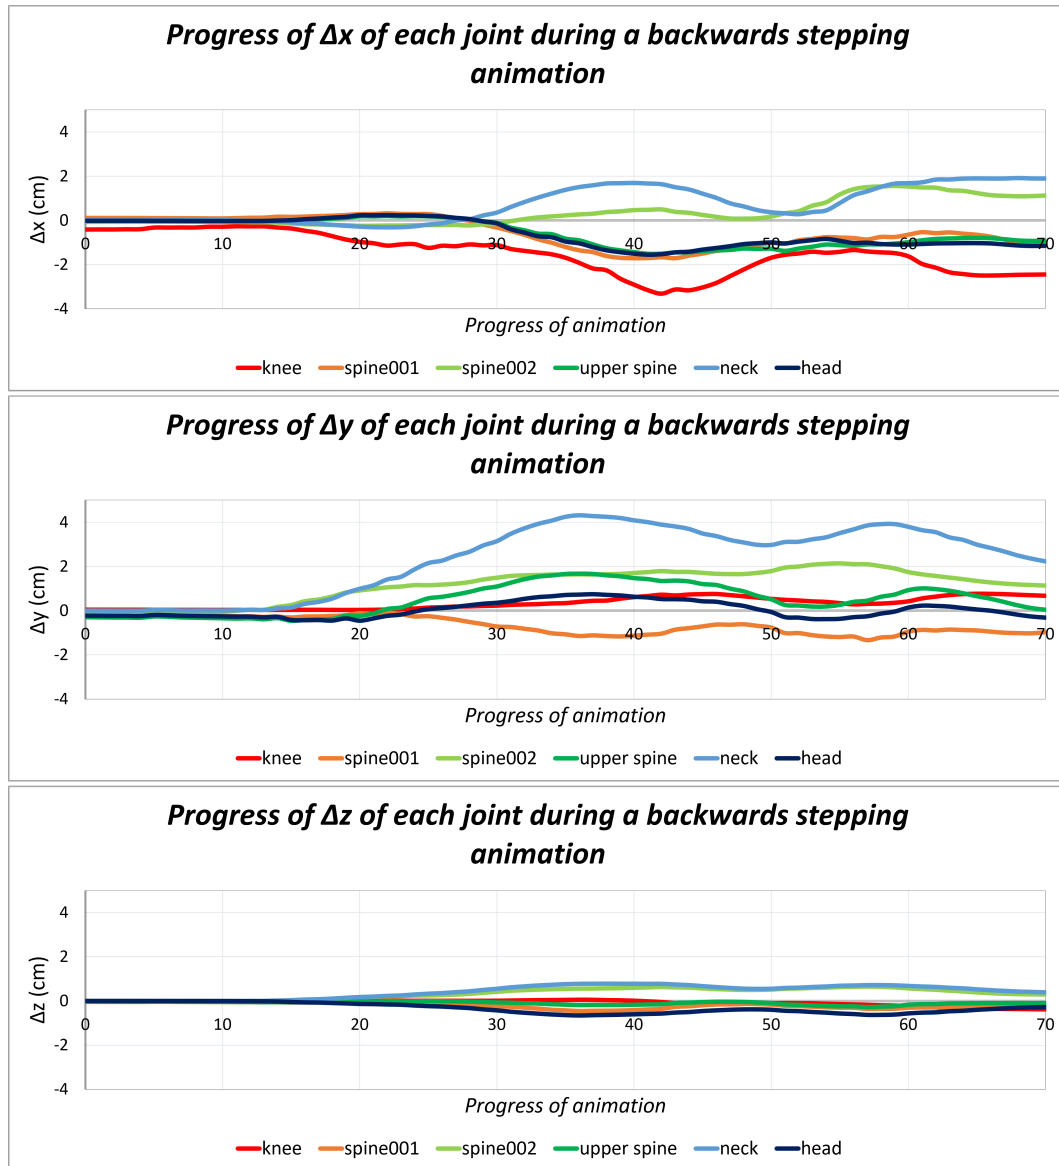 Progress of Δx of each joint during a backwards stepping
animation
4
2
0
-2
-4
Δx (cm)
0 10 20 30 40 50 60 70
Progress of animation
knee spine001 spine002 upper spine neck head
Progress of Δy of each joint during a backwards stepping
animation
4
2
0
-2
-4
Δy (cm)
0 10 20 30 40 50 60 70
Progress of animation
knee spine001 spine002 upper spine neck head
Progress of Δz of each joint during a backwards stepping
animation
4
2
0
-2
-4
Δz (cm)
0 10 20 30 40 50 60 70
Progress of animation
knee spine001 spine002 upper spine neck head